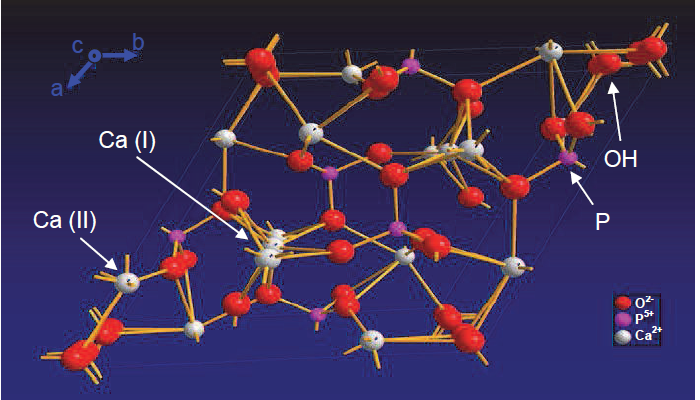 c
b
a
Ca (I)
Ca (II)
OH
P
O²⁻
P⁵⁺
Ca²⁺